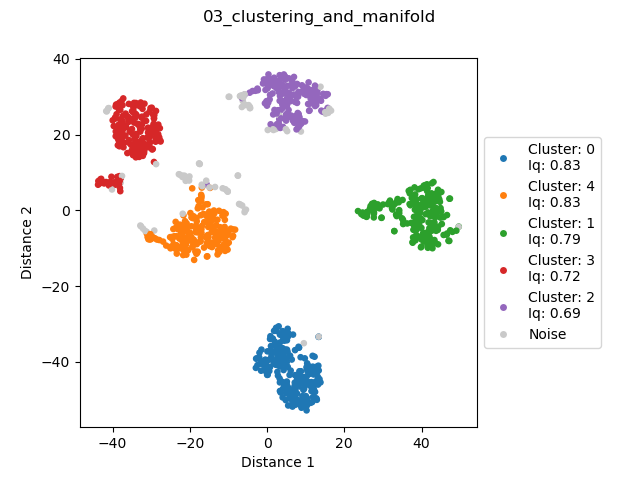 03_clustering_and_manifold
40
20
0
−20
−40
Distance 2
−40
−20
0
20
40
Distance 1
Cluster: 0
Iq: 0.83
Cluster: 4
Iq: 0.83
Cluster: 1
Iq: 0.79
Cluster: 3
Iq: 0.72
Cluster: 2
Iq: 0.69
Noise